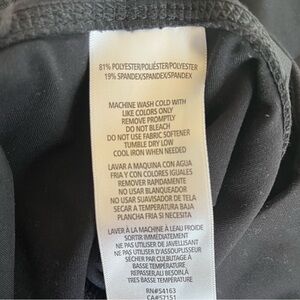 81% POLYESTER/POLIÉSTER/POLYESTER
19% SPANDEX/SPANDEX/SPANDEX
MACHINE WASH COLD WITH
LIKE COLORS ONLY
REMOVE PROMPTLY
DO NOT BLEACH
DO NOT USE FABRIC SOFTENER
TUMBLE DRY LOW
COOL IRON WHEN NEEDED
LAVAR A MAQUINA CON AGUA
FRIA Y CON COLORES IGUALES
REMOVER RAPIDAMENTE
NO USAR BLANQUEADOR
NO USAR SUAVISADOR DE TELA
SECAR A TEMPERATURA BAJA
PLANCHA FRIA SI NECESITA
LAVER À LA MACHINE À L'EAU FROIDE
SORTIR IMMÉDIATEMENT
NE PAS UTILISER DE JAVELLISANT
NE PAS UTILISER D'ASSOUPLISSEUR
SÉCHER PAR CULBUTAGE À
BASSE TEMPÉRATURE
REPASSER AU BESOIN À
TRÈS BASSE TEMPÉRATURE
RN#54163
CA#57151